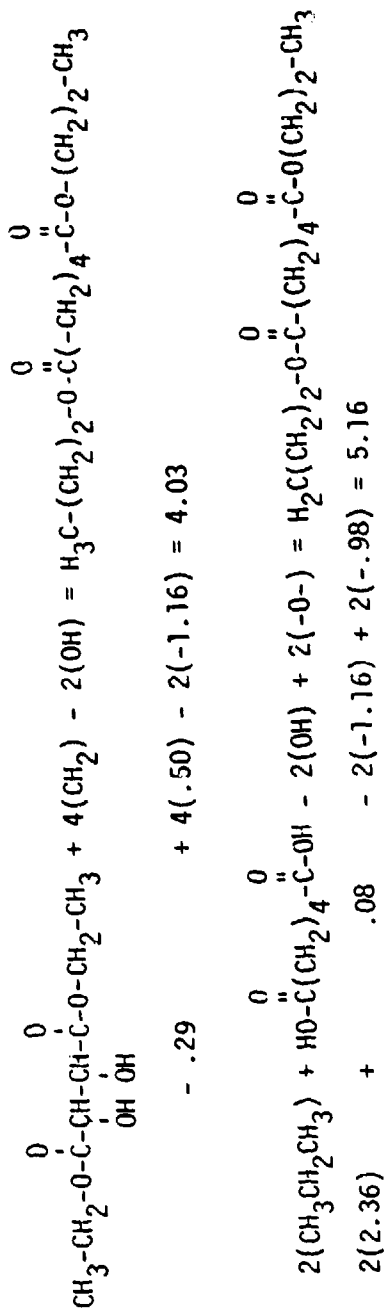 O O O O
CH3-CH2-O-C-CH-CH-C-O-CH2-CH3 + 4(CH2) - 2(OH) = H3C-(CH2)2-O-C(-CH2)4-C-O-(CH2)2-CH3
OH OH
- .29 + 4(.50) - 2(-1.16) = 4.03
O O O O
2(CH3CH2CH3) + HO-C(CH2)4-C-OH - 2(OH) + 2(-O-) = H2C(CH2)2-O-C-(CH2)4-C-O(CH2)2-CH3
2(2.36) + .08 - 2(-1.16) + 2(-.98) = 5.16